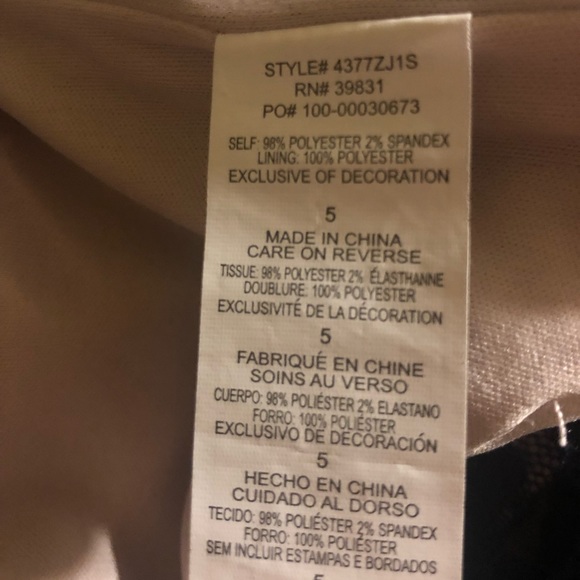 STYLE# 4377ZJ1S
RN# 39831
PO# 100-00030673
SELF: 98% POLYESTER 2% SPANDEX
LINING: 100% POLYESTER
EXCLUSIVE OF DECORATION
5
MADE IN CHINA
CARE ON REVERSE
TISSUE: 98% POLYESTER 2% ÉLASTHANNE
DOUBLURE: 100% POLYESTER
EXCLUSIVITÉ DE LA DÉCORATION
5
FABRIQUÉ EN CHINE
SOINS AU VERSO
CUERPO: 98% POLIÉSTER 2% ELASTANO
FORRO: 100% POLIÉSTER
EXCLUSIVO DE DECORACIÓN
5
HECHO EN CHINA
CUIDADO AL DORSO
TECIDO: 98% POLIÉSTER 2% SPANDEX
FORRO: 100% POLIÉSTER
SEM INCLUIR ESTAMPAS E BORDADOS
5